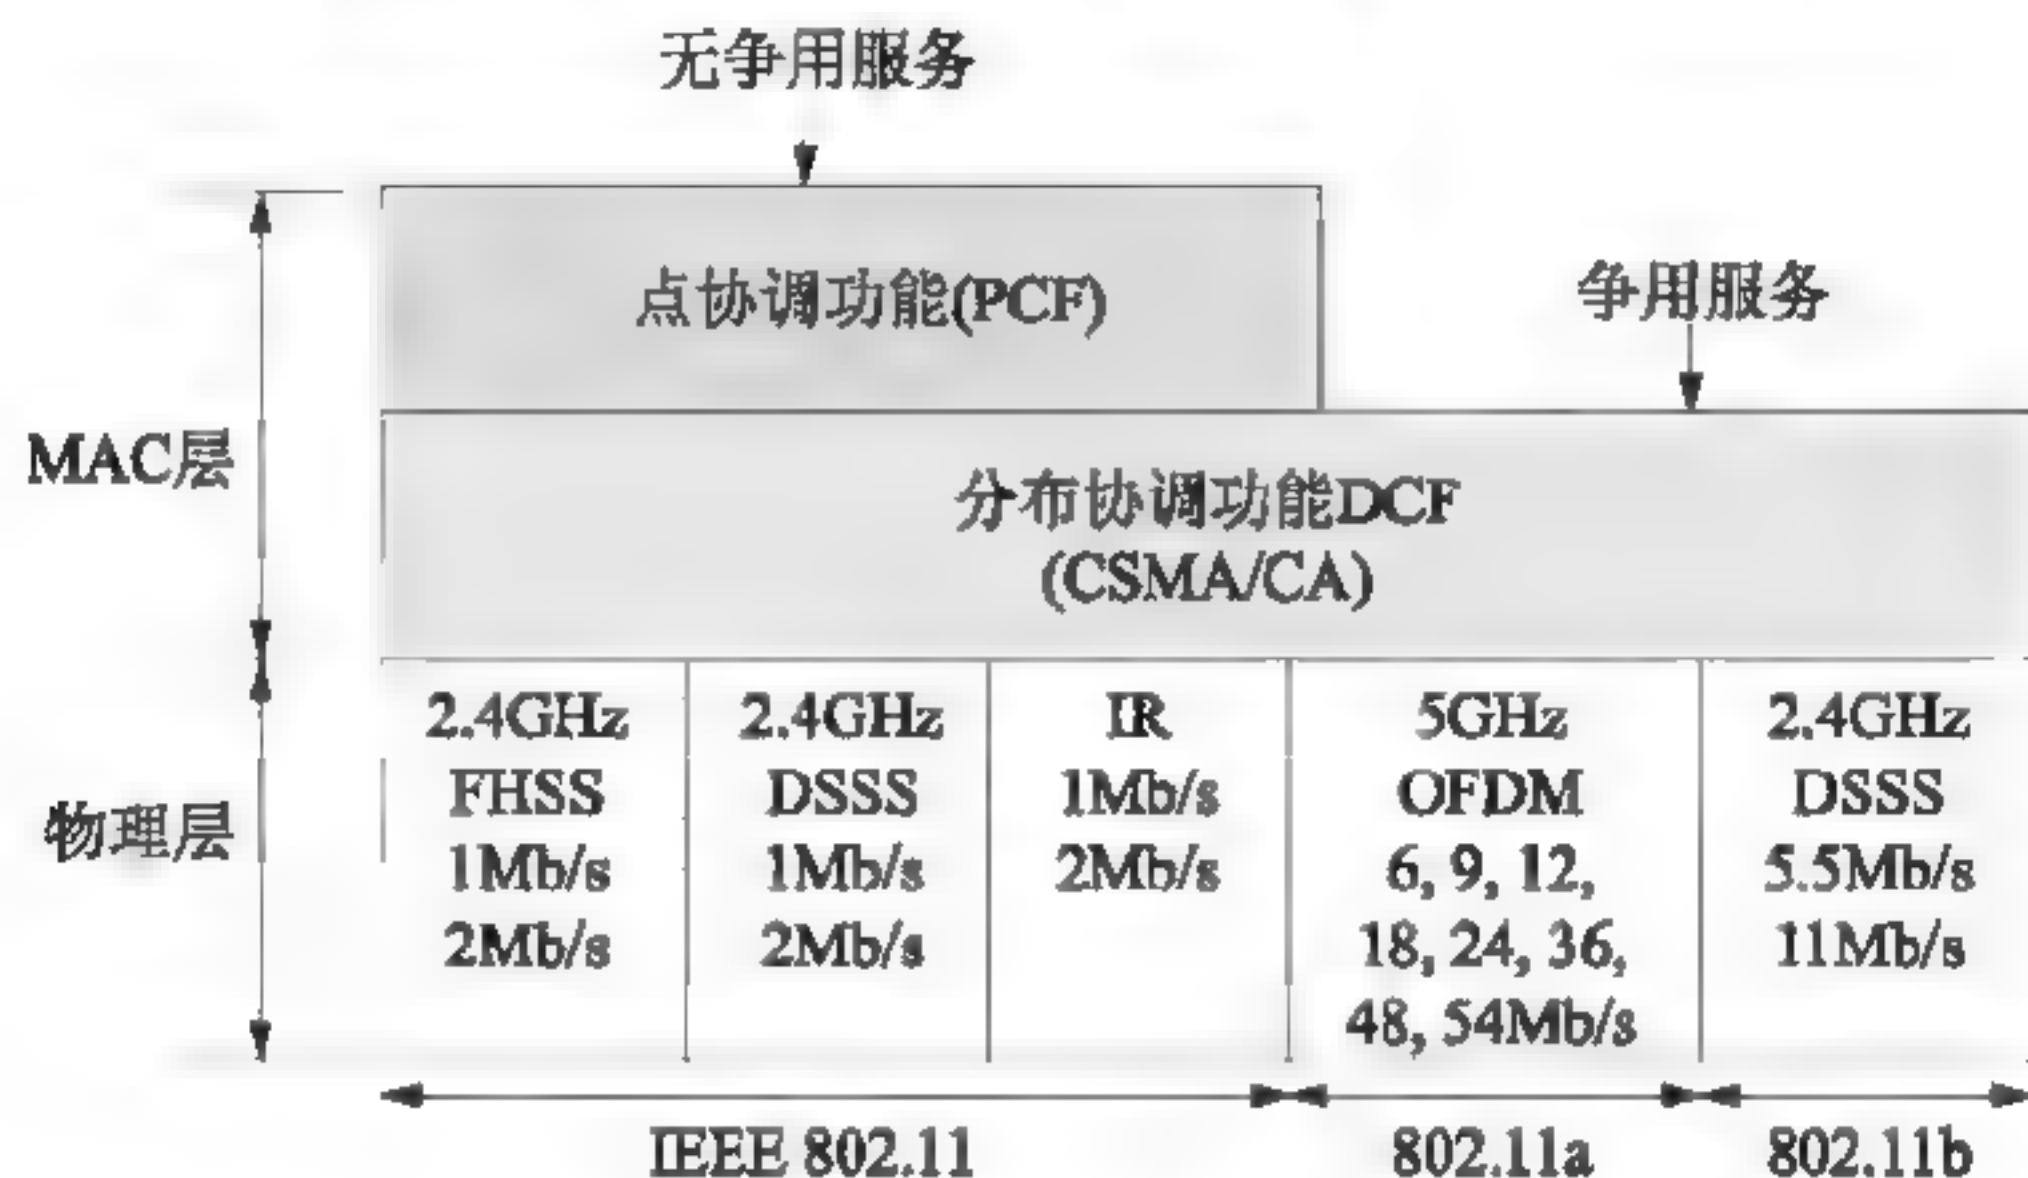 无争用服务
点协调功能(PCF)
争用服务
MAC层
分布协调功能DCF
(CSMA/CA)
物理层
2.4GHz
FHSS
1Mb/s
2Mb/s
2.4GHz
DSSS
1Mb/s
2Mb/s
IR
1Mb/s
2Mb/s
5GHz
OFDM
6, 9, 12,
18, 24, 36,
48, 54Mb/s
2.4GHz
DSSS
5.5Mb/s
11Mb/s
IEEE 802.11
802.11a
802.11b